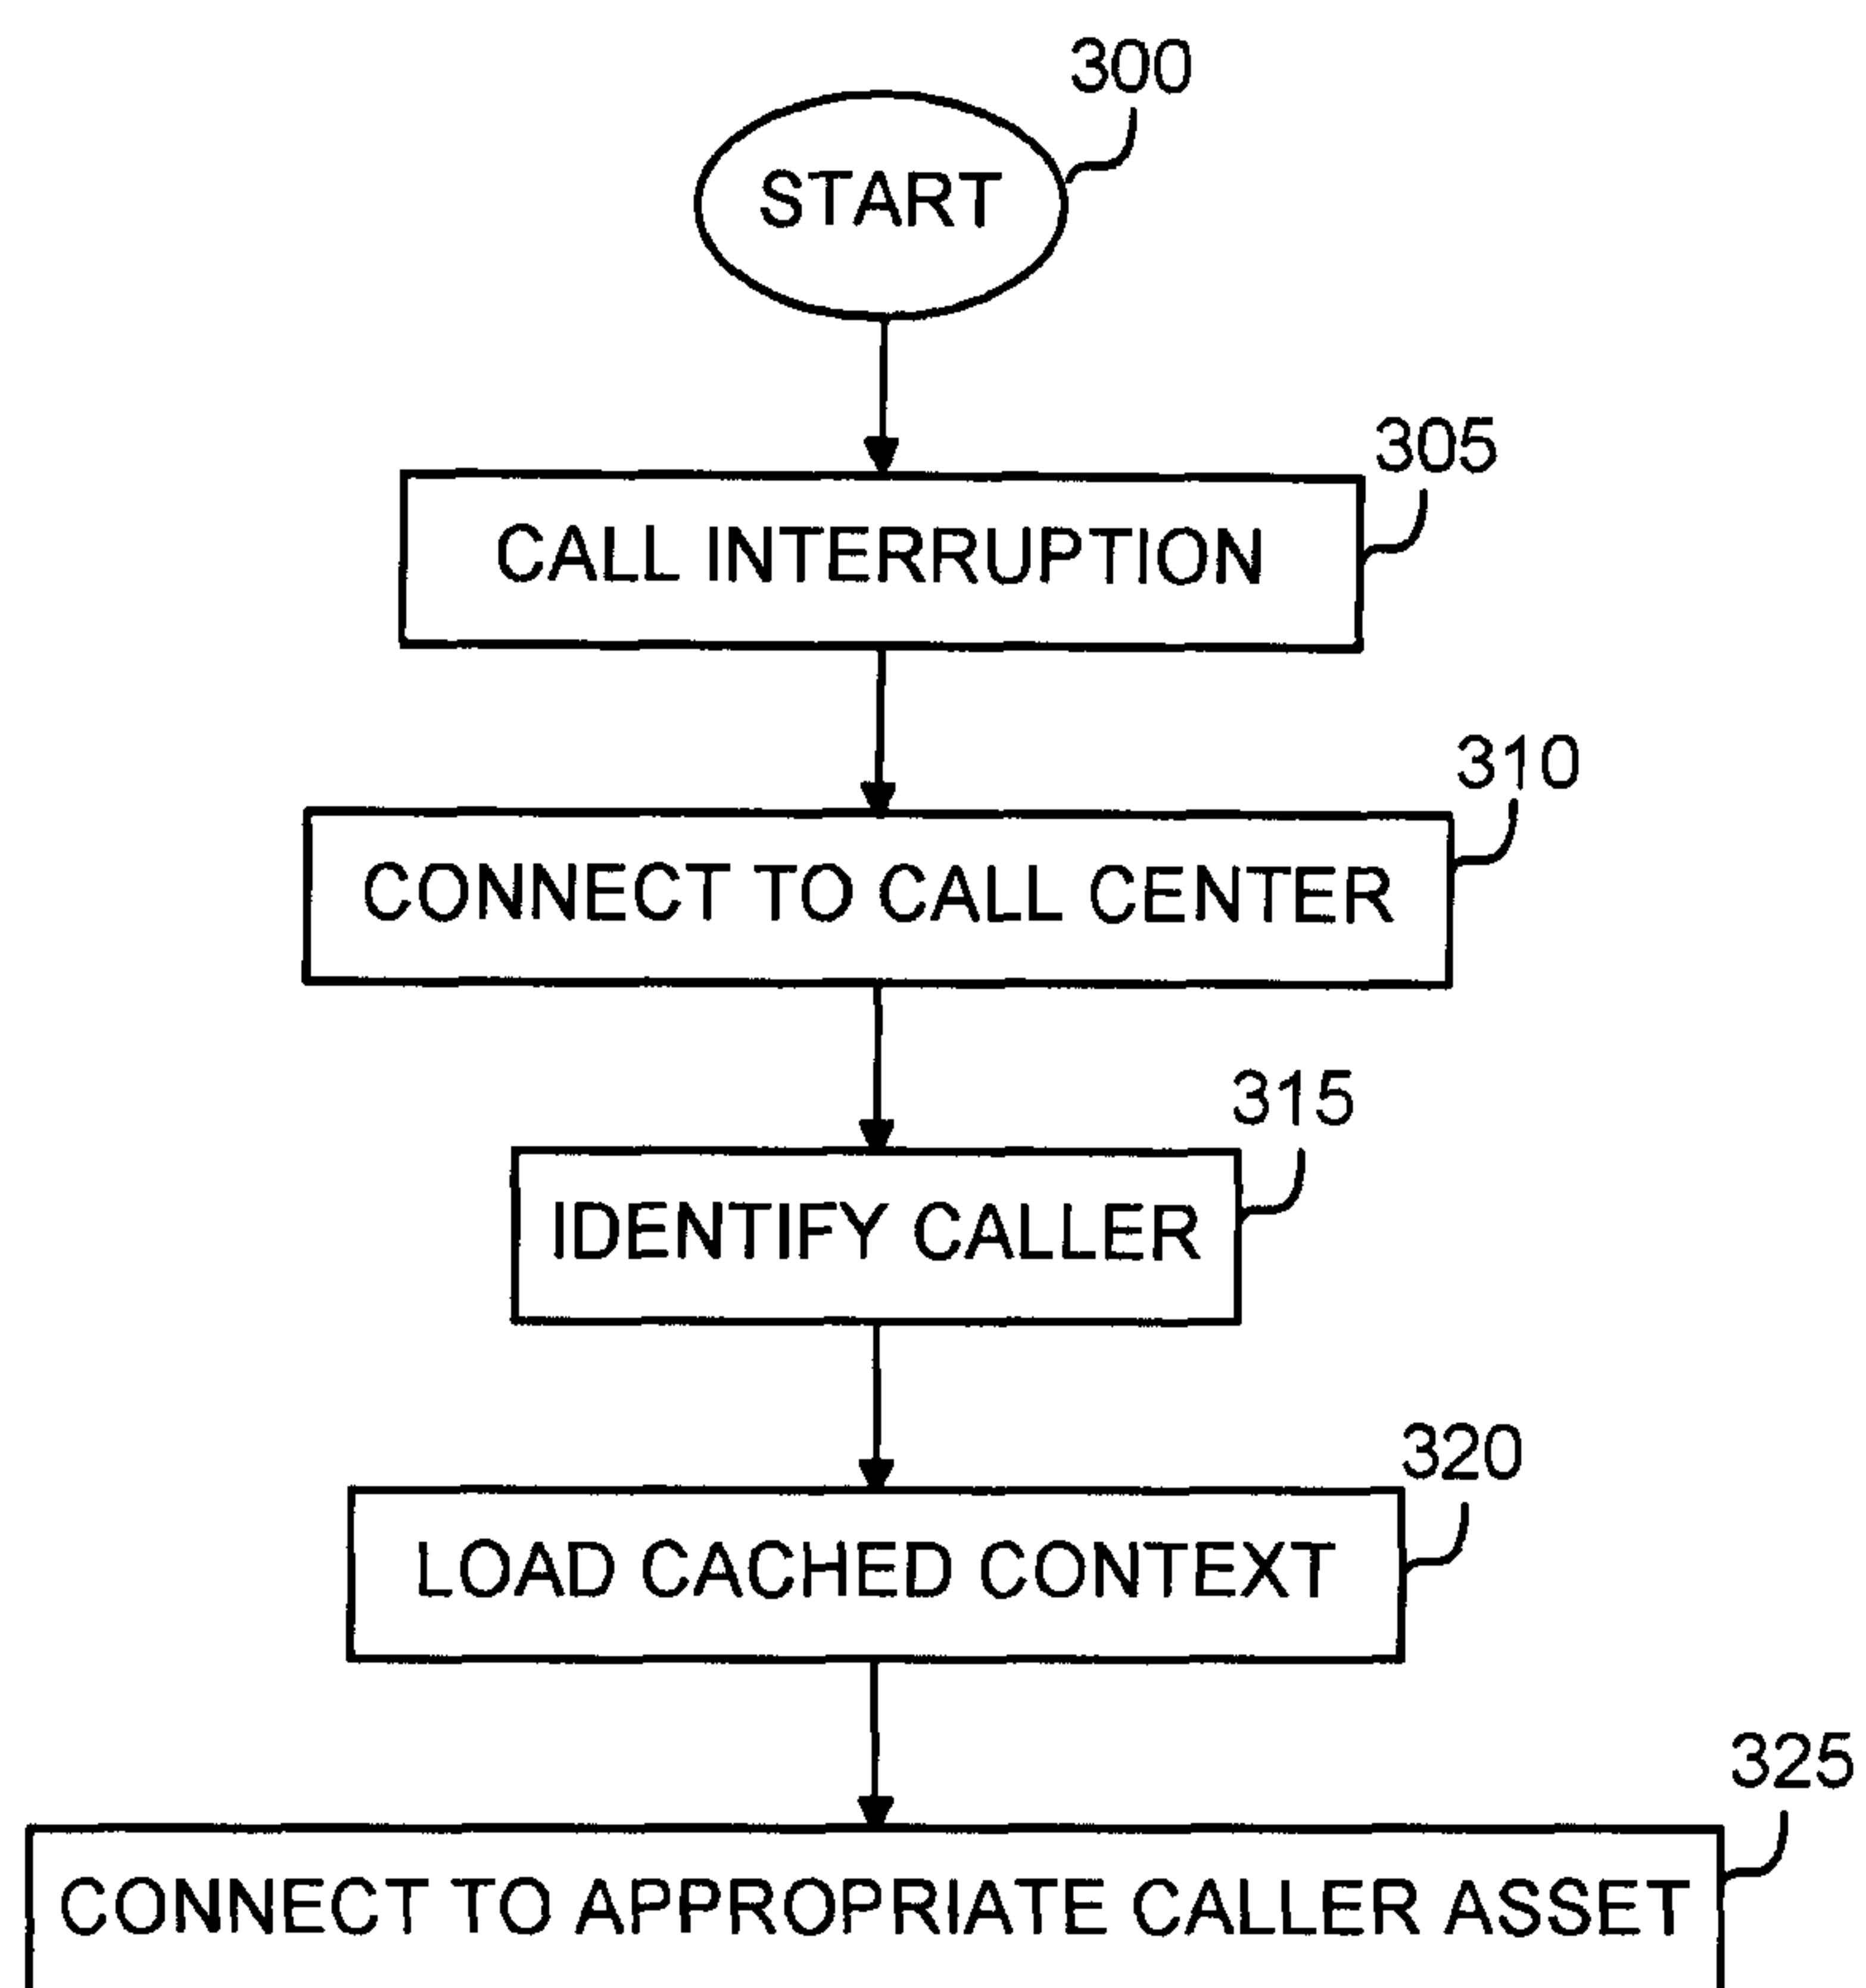 300
START
305
CALL INTERRUPTION
310
CONNECT TO CALL CENTER
315
IDENTIFY CALLER
320
LOAD CACHED CONTEXT
325
CONNECT TO APPROPRIATE CALLER ASSET